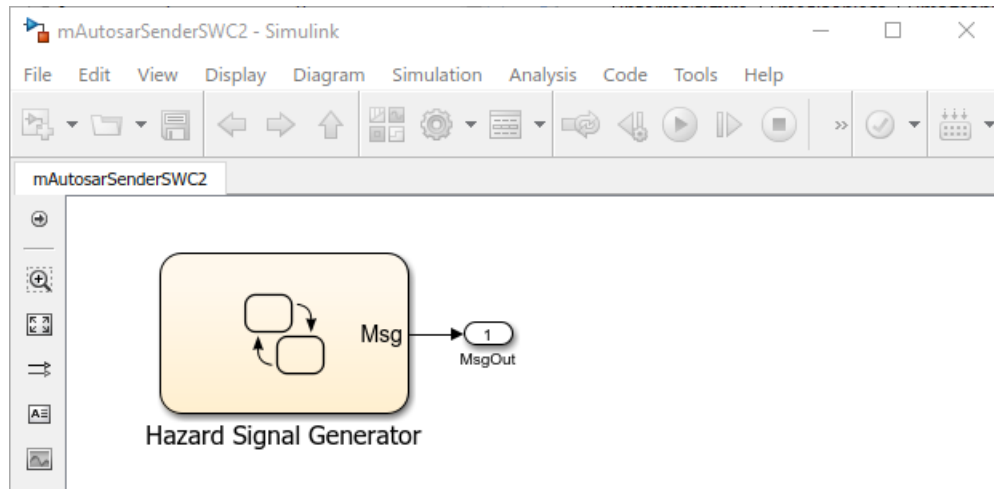 mAutosarSenderSWC2 - Simulink
File Edit View Display Diagram Simulation Analysis Code Tools Help
mAutosarSenderSWC2
Msg
1
MsgOut
Hazard Signal Generator